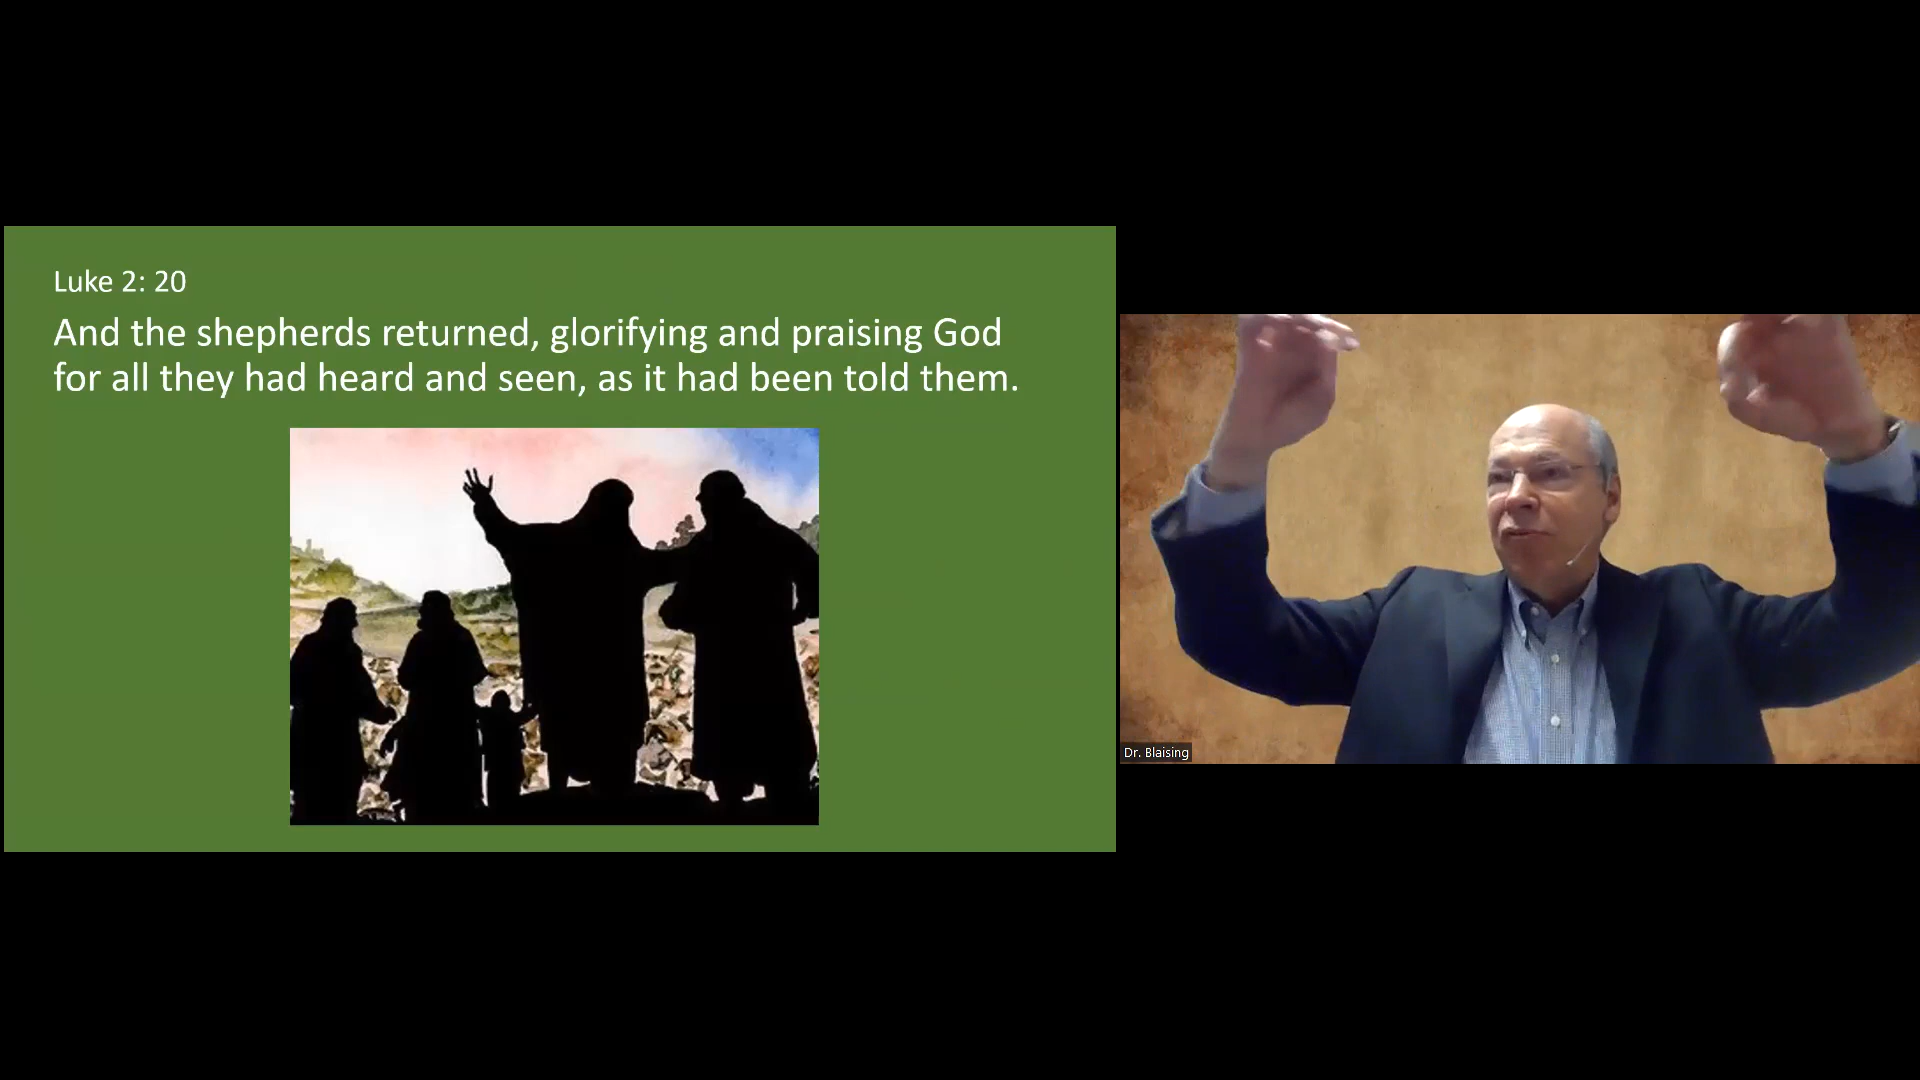 Luke 2: 20
And the shepherds returned, glorifying and praising God
for all they had heard and seen, as it had been told them.
Dr. Blaising